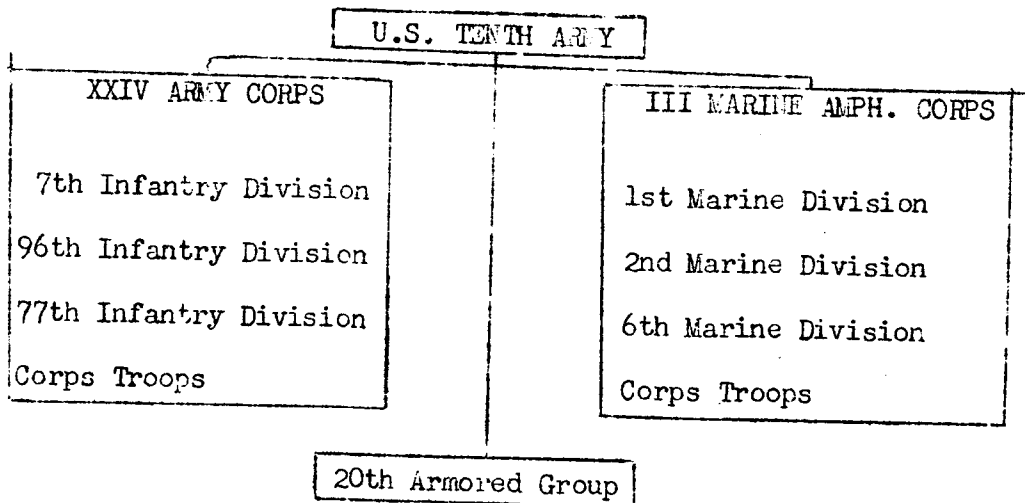 U.S. TENTH ARMY
XXIV ARMY CORPS
7th Infantry Division
96th Infantry Division
77th Infantry Division
Corps Troops
III MARINE AMPH. CORPS
1st Marine Division
2nd Marine Division
6th Marine Division
Corps Troops
20th Armored Group